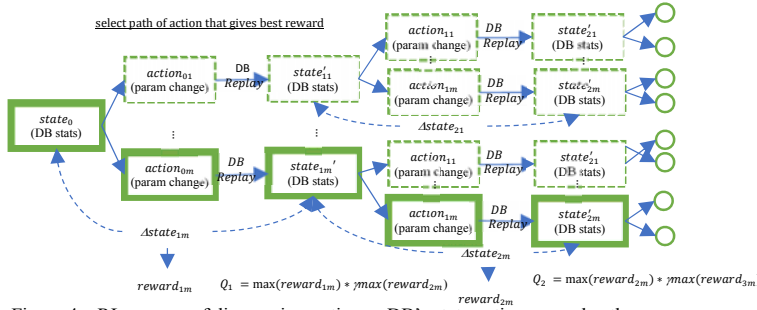 select path of action that gives best reward
action₀₁
(param change)
DB
Replay
state′₁₁
(DB stats)
action₁₁
(param change)
⋮
DB
Replay
state′₂₁
(DB stats)
⋮
action₁ₘ
(param change)
DB
Replay
state′₂ₘ
(DB stats)
Δstate₂₁
state₀
(DB stats)
⋮
⋮
action₀ₘ
(param change)
DB
Replay
state₁ₘ′
(DB stats)
action₁₁
(param change)
⋮
DB
Replay
state′₂₁
(DB stats)
⋮
action₁ₘ
(param change)
DB
Replay
state′₂ₘ
(DB stats)
Δstate₁ₘ
Δstate₂ₘ
reward₁ₘ
Q₁ = max(reward₁ₘ) * γmax(reward₂ₘ)
reward₂ₘ
Q₂ = max(reward₂ₘ) * γmax(reward₃ₘ)